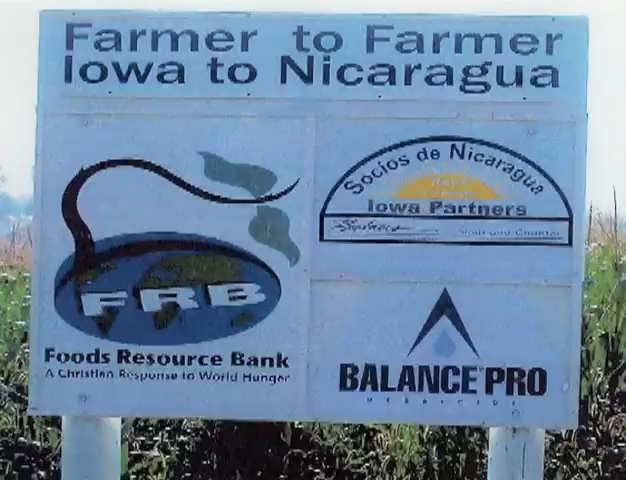 Farmer to Farmer
Iowa to Nicaragua
FRB
Foods Resource Bank
A Christian Response to World Hunger
Socios de Nicaragua
Iowa Partners
BALANCE PRO
HERBICIDE